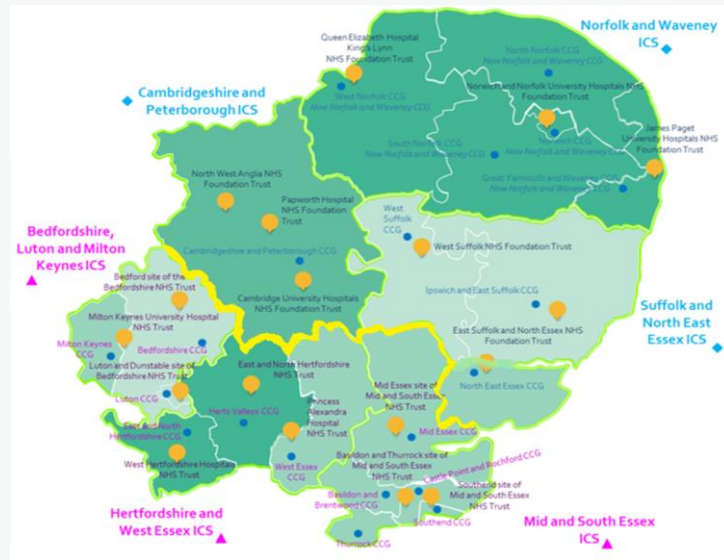 Norfolk and Waveney
ICS
Queen Elizabeth Hospital
King's Lynn
NHS Foundation Trust
North Norfolk CCG
Now Norfolk and Waveney CCG
Cambridgeshire and
Peterborough ICS
West Norfolk CCG
Now Norfolk and Waveney CCG
Norwich and Norfolk University Hospitals NHS
Foundation Trust
James Paget
University Hospitals NHS
Foundation Trust
South Norfolk CCG
Now Norfolk and Waveney CCG
Norwich CCG
Now Norfolk and Waveney CCG
North West Anglia NHS
Foundation Trust
Papworth Hospital
NHS Foundation
Trust
Great Yarmouth and Waveney CCG
Now Norfolk and Waveney CCG
West
Suffolk
CCG
West Suffolk NHS Foundation Trust
Bedfordshire,
Luton and Milton
Keynes ICS
Cambridgeshire and Peterborough CCG
Bedford site of the
Bedfordshire NHS Trust
Cambridge University Hospitals
NHS Foundation Trust
Ipswich and East Suffolk CCG
Suffolk and
North East
Essex ICS
Milton Keynes University Hospital
NHS Trust
Milton Keynes
CCG
Bedfordshire CCG
East Suffolk and North Essex NHS
Foundation Trust
Luton and Dunstable site of
Bedfordshire NHS Trust
East and North Hertfordshire
NHS Trust
Mid Essex site of
Mid and South Essex
NHS Trust
North East Essex CCG
Luton CCG
Princess
Alexandra
Hospital
NHS Trust
Herts Valleys CCG
East and North
Hertfordshire CCG
Mid Essex CCG
West Hertfordshire Hospitals
NHS Trust
West Essex
CCG
Basildon and Thurrock site of
Mid and South Essex
NHS Trust
Castle Point and Rochford CCG
Southend site
of Mid and South Essex
NHS Trust
Basildon and
Brentwood CCG
Southend CCG
Thurrock CCG
Hertfordshire and
West Essex ICS
Mid and South Essex
ICS